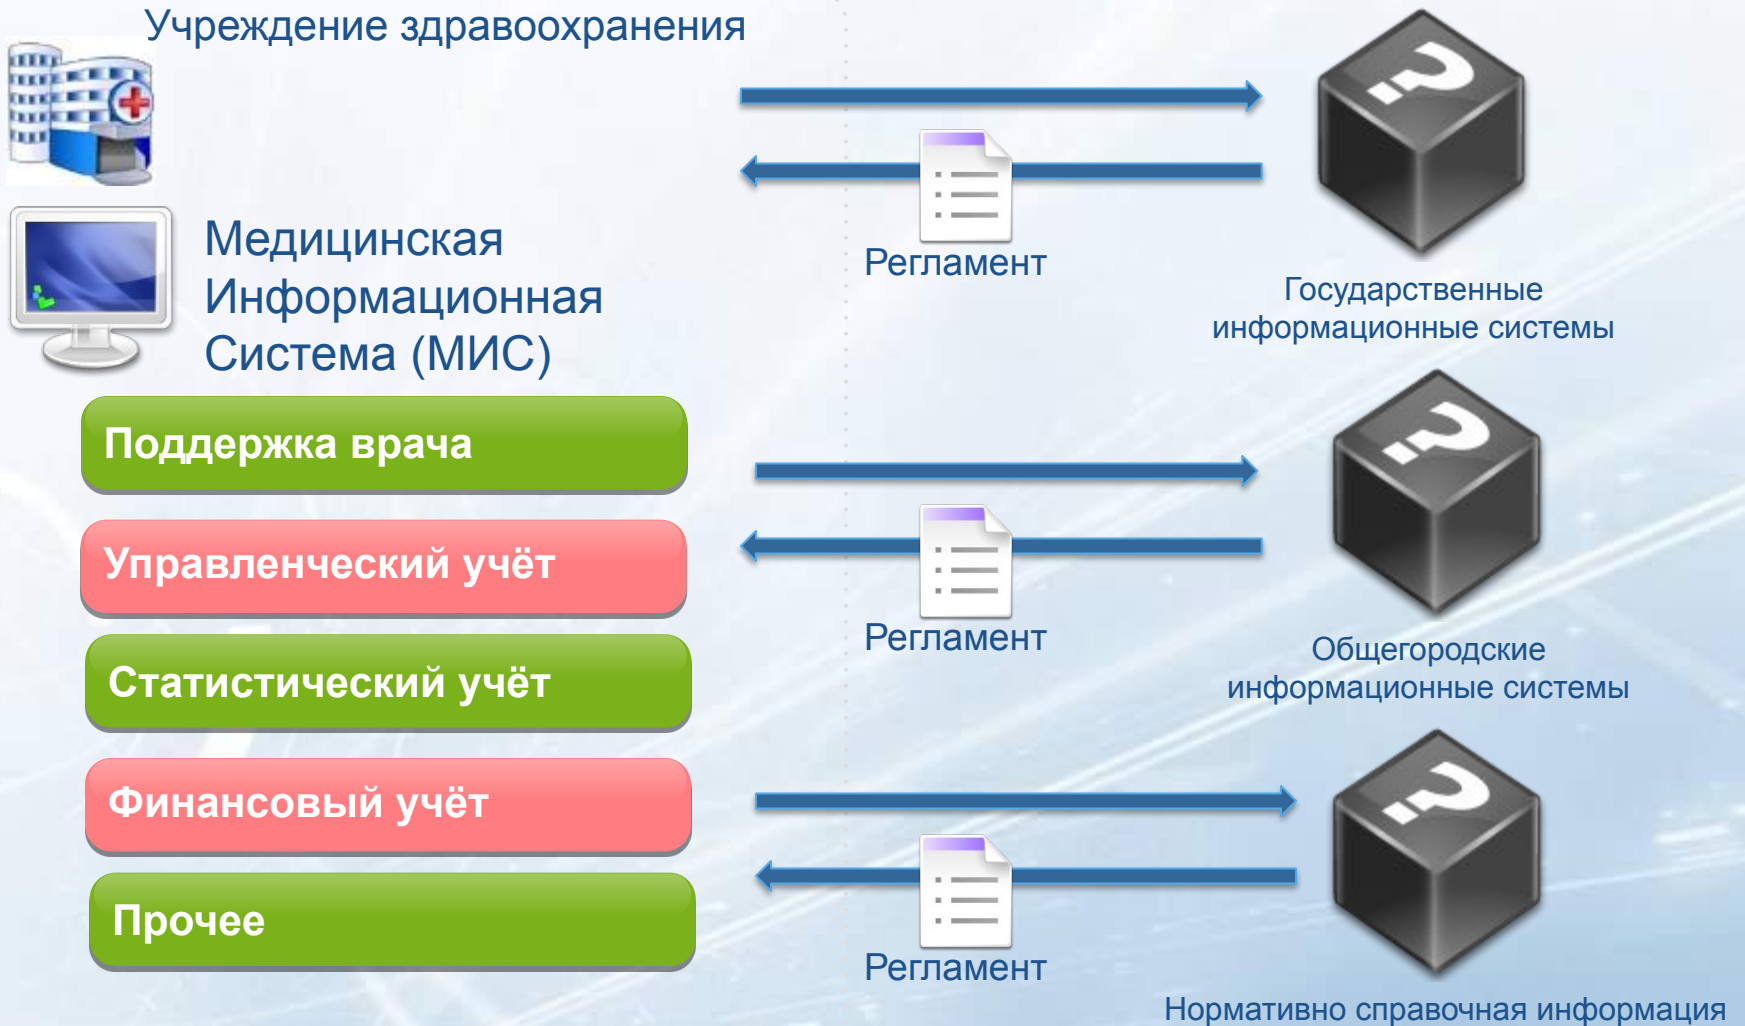 Учреждение здравоохранения
Медицинская
Информационная
Система (МИС)
Поддержка врача
Управленческий учёт
Статистический учёт
Финансовый учёт
Прочее
Регламент
Регламент
Регламент
?
Государственные
информационные системы
?
Общегородские
информационные системы
?
Нормативно справочная информация